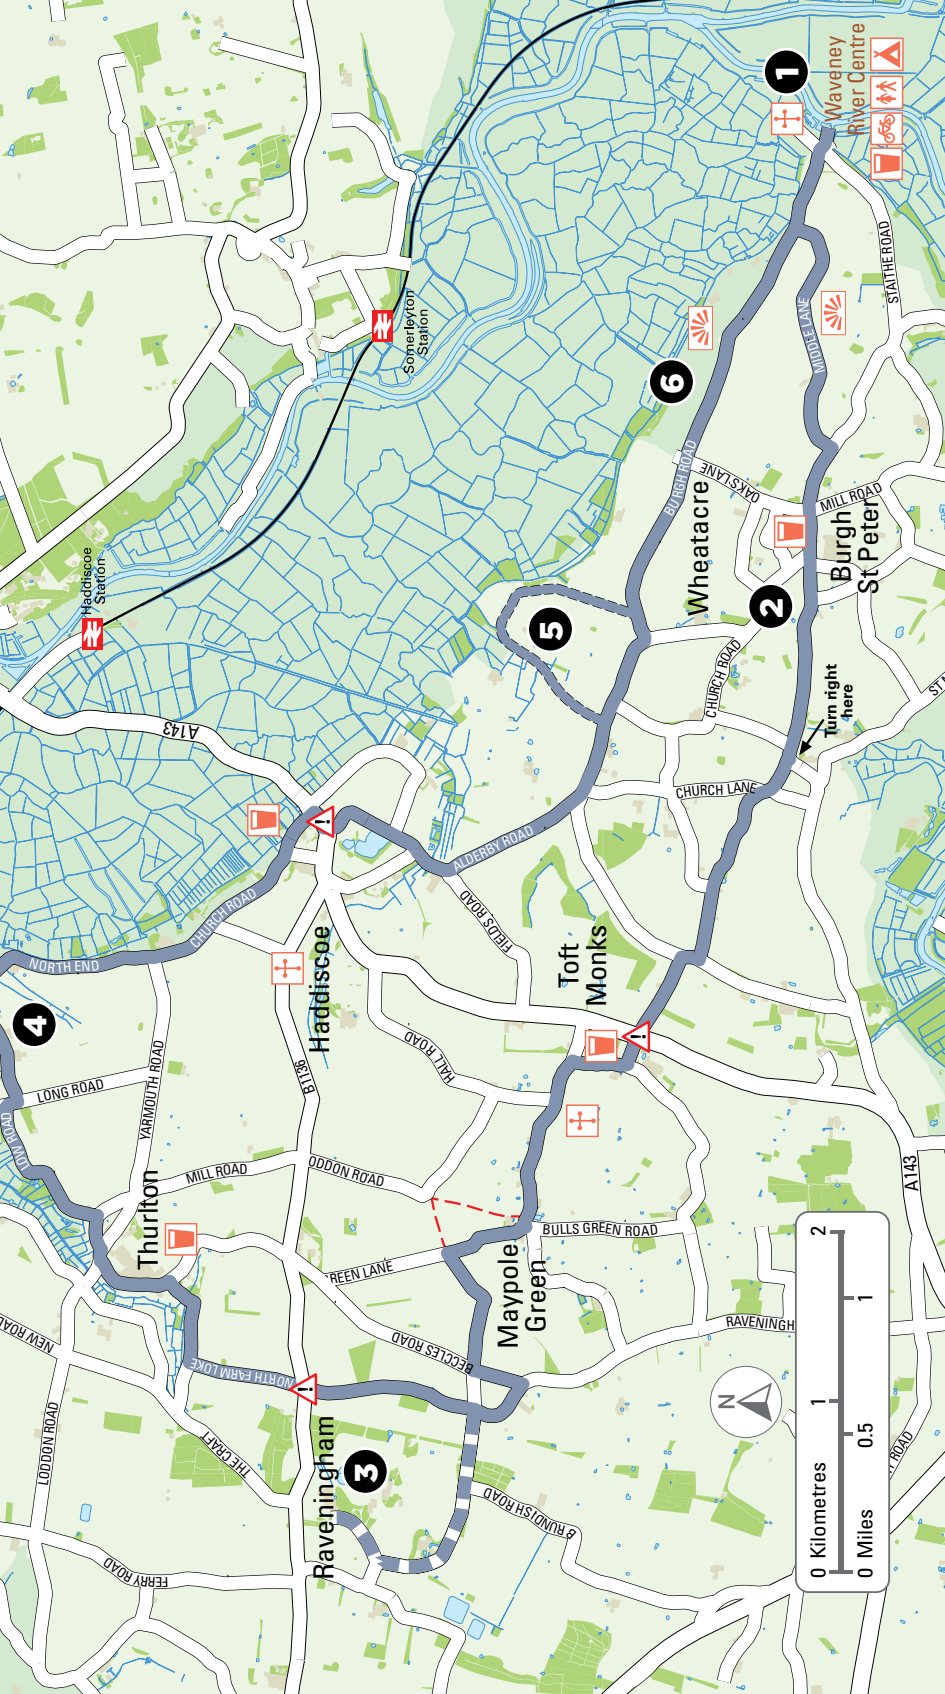 1
Waveney
River Centre
STAITHE ROAD
MIDDLE LANE
6
Somerleyton
Station
BURGH ROAD
OAKS LANE
MILL ROAD
Wheatacre
Burgh
St Peter
2
5
Haddiscoe
Station
CHURCH ROAD
Turn right
here
ST M
A143
CHURCH LANE
ALDERBY ROAD
CHURCH ROAD
FIELDS ROAD
NORTH END
Toft
Monks
Haddiscoe
4
HALL ROAD
LONG ROAD
YARMOUTH ROAD
B1136
LOW ROAD
MILL ROAD
ODDON ROAD
Thurlton
A143
BULLS GREEN ROAD
REEN LANE
Maypole
Green
RAVENINGH
BECCLES ROAD
NEW ROAD
NORTH FARM LOKE
N
LODDON ROAD
THE CRAFT
Raveningham
3
BRUNDISH ROAD
Y ROAD
FERRY ROAD
0 Kilometres 1 2
0 Miles 0.5 1